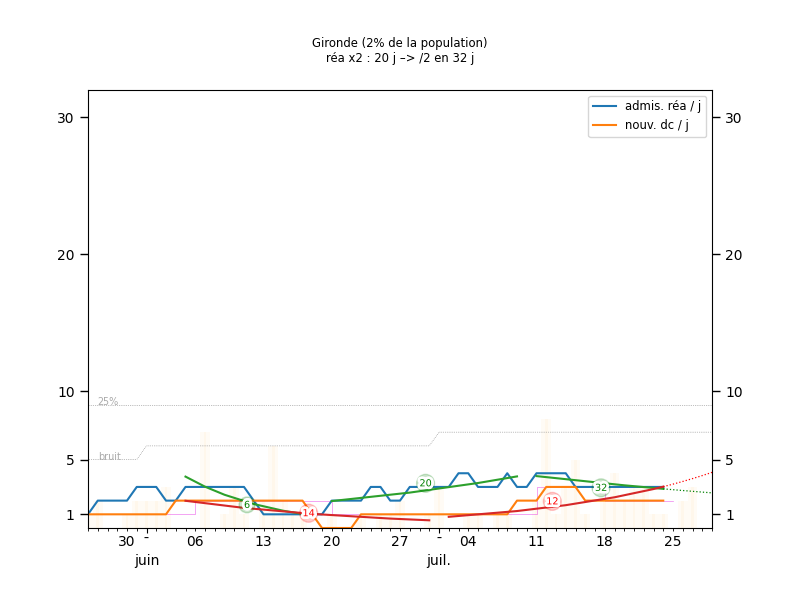 Gironde (2% de la population)
réa x2 : 20 j –> /2 en 32 j
admis. réa / j
nouv. dc / j
30
30
20
20
10
10
25%
bruit
5
5
1
1
6
14
20
12
32
30 - 06 13 20 27 - 04 11 18 25
juin juil.